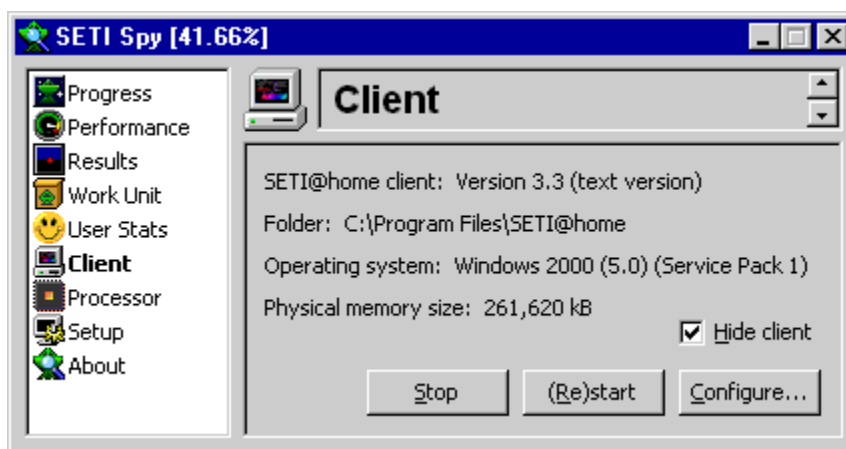 SETI Spy [41.66%]
Progress
Performance
Results
Work Unit
User Stats
Client
Processor
Setup
About
Client
SETI@home client: Version 3.3 (text version)
Folder: C:\Program Files\SETI@home
Operating system: Windows 2000 (5.0) (Service Pack 1)
Physical memory size: 261,620 kB
Hide client
Stop
(Re)start
Configure...